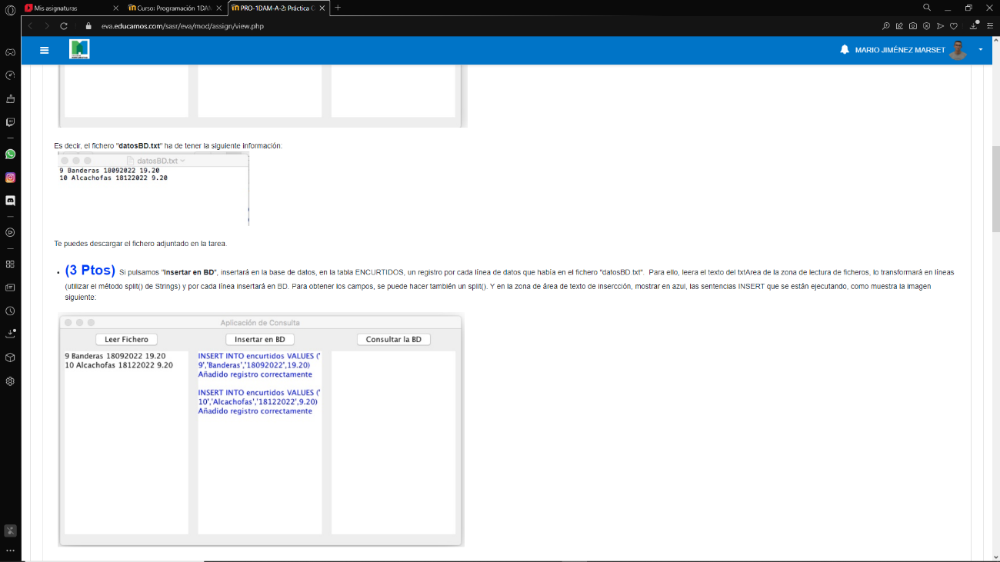 Mis asignaturas
Curso: Programación 1DAM
PRO-1DAM-A-2: Práctica C
eva.educamos.com/sasr/eva/mod/assign/view.php
MARIO JIMÉNEZ MARSET
Es decir, el fichero "datosBD.txt" ha de tener la siguiente información:
datosBD.txt
9 Banderas 18092022 19.20
10 Alcachofas 18122022 9.20
Te puedes descargar el fichero adjuntado en la tarea.
(3 Ptos) Si pulsamos "Insertar en BD", insertará en la base de datos, en la tabla ENCURTIDOS, un registro por cada línea de datos que había en el fichero "datosBD.txt". Para ello, leera el texto del txtArea de la zona de lectura de ficheros, lo transformará en líneas
(utilizar el método split() de Strings) y por cada línea insertará en BD. Para obtener los campos, se puede hacer también un split(). Y en la zona de área de texto de insercción, mostrar en azul, las sentencias INSERT que se están ejecutando, como muestra la imagen
siguiente:
Aplicación de Consulta
Leer Fichero Insertar en BD Consultar la BD
9 Banderas 18092022 19.20
10 Alcachofas 18122022 9.20
INSERT INTO encurtidos VALUES ('
9','Banderas','18092022',19.20)
Añadido registro correctamente
INSERT INTO encurtidos VALUES ('
10','Alcachofas','18122022',9.20)
Añadido registro correctamente